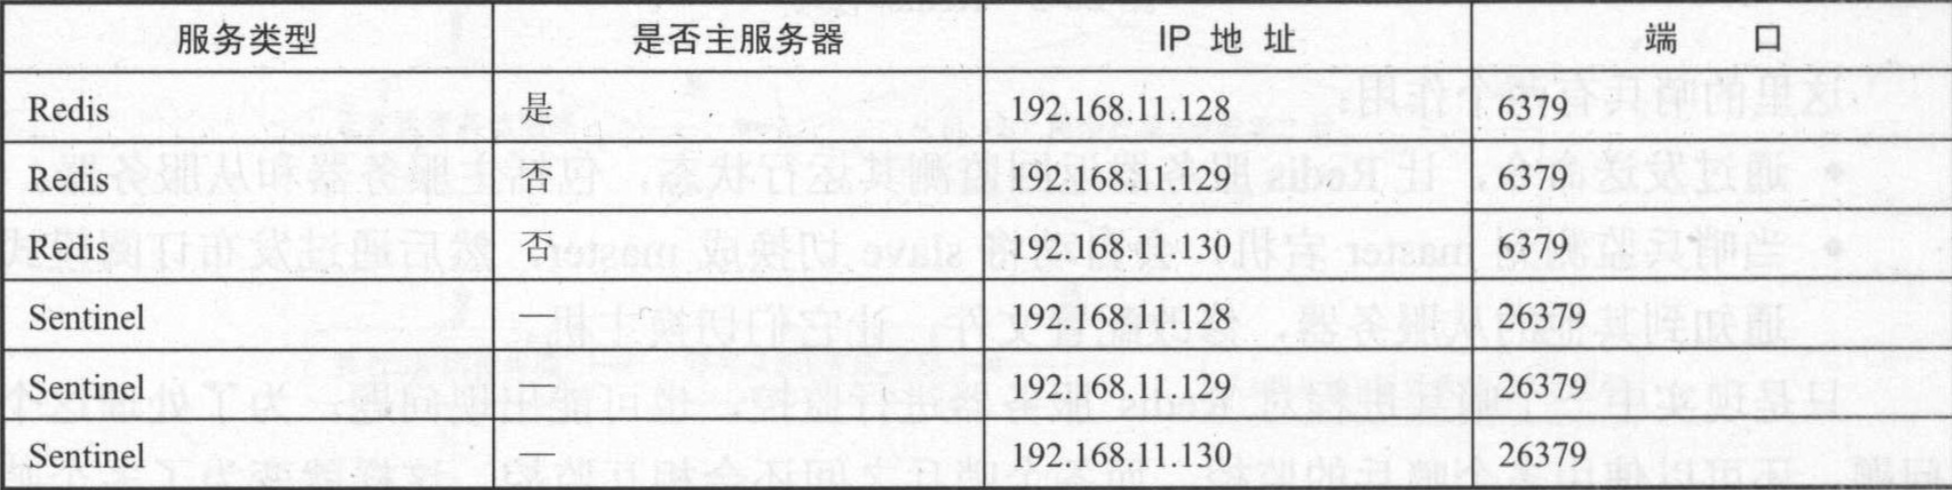 服务类型 是否主服务器 IP 地 址 端 口
Redis 是 192.168.11.128 6379
Redis 否 192.168.11.129 6379
Redis 否 192.168.11.130 6379
Sentinel — 192.168.11.128 26379
Sentinel — 192.168.11.129 26379
Sentinel — 192.168.11.130 26379